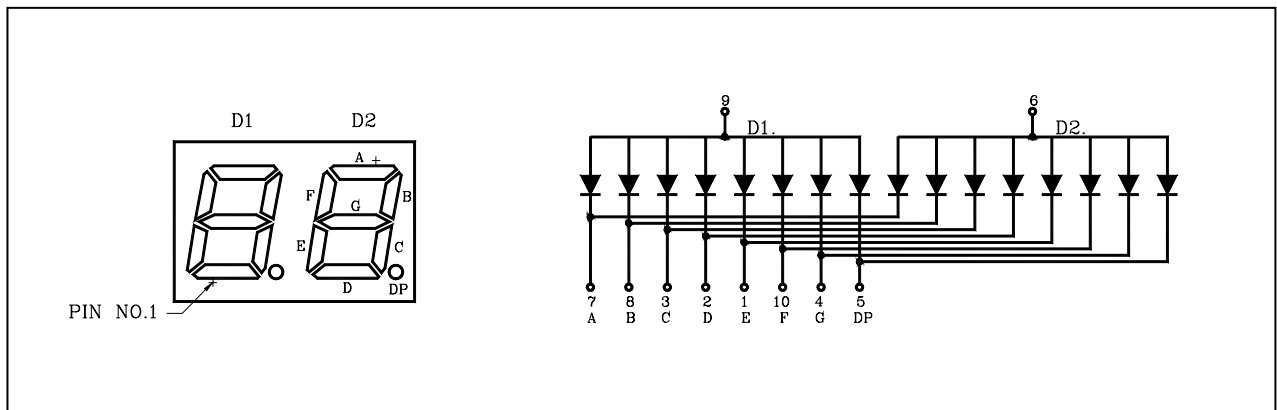 D1 D2
A
F B
G
E C
D DP
PIN NO.1
9 6
D1. D2.
7 8 3 2 1 10 4 5
A B C D E F G DP